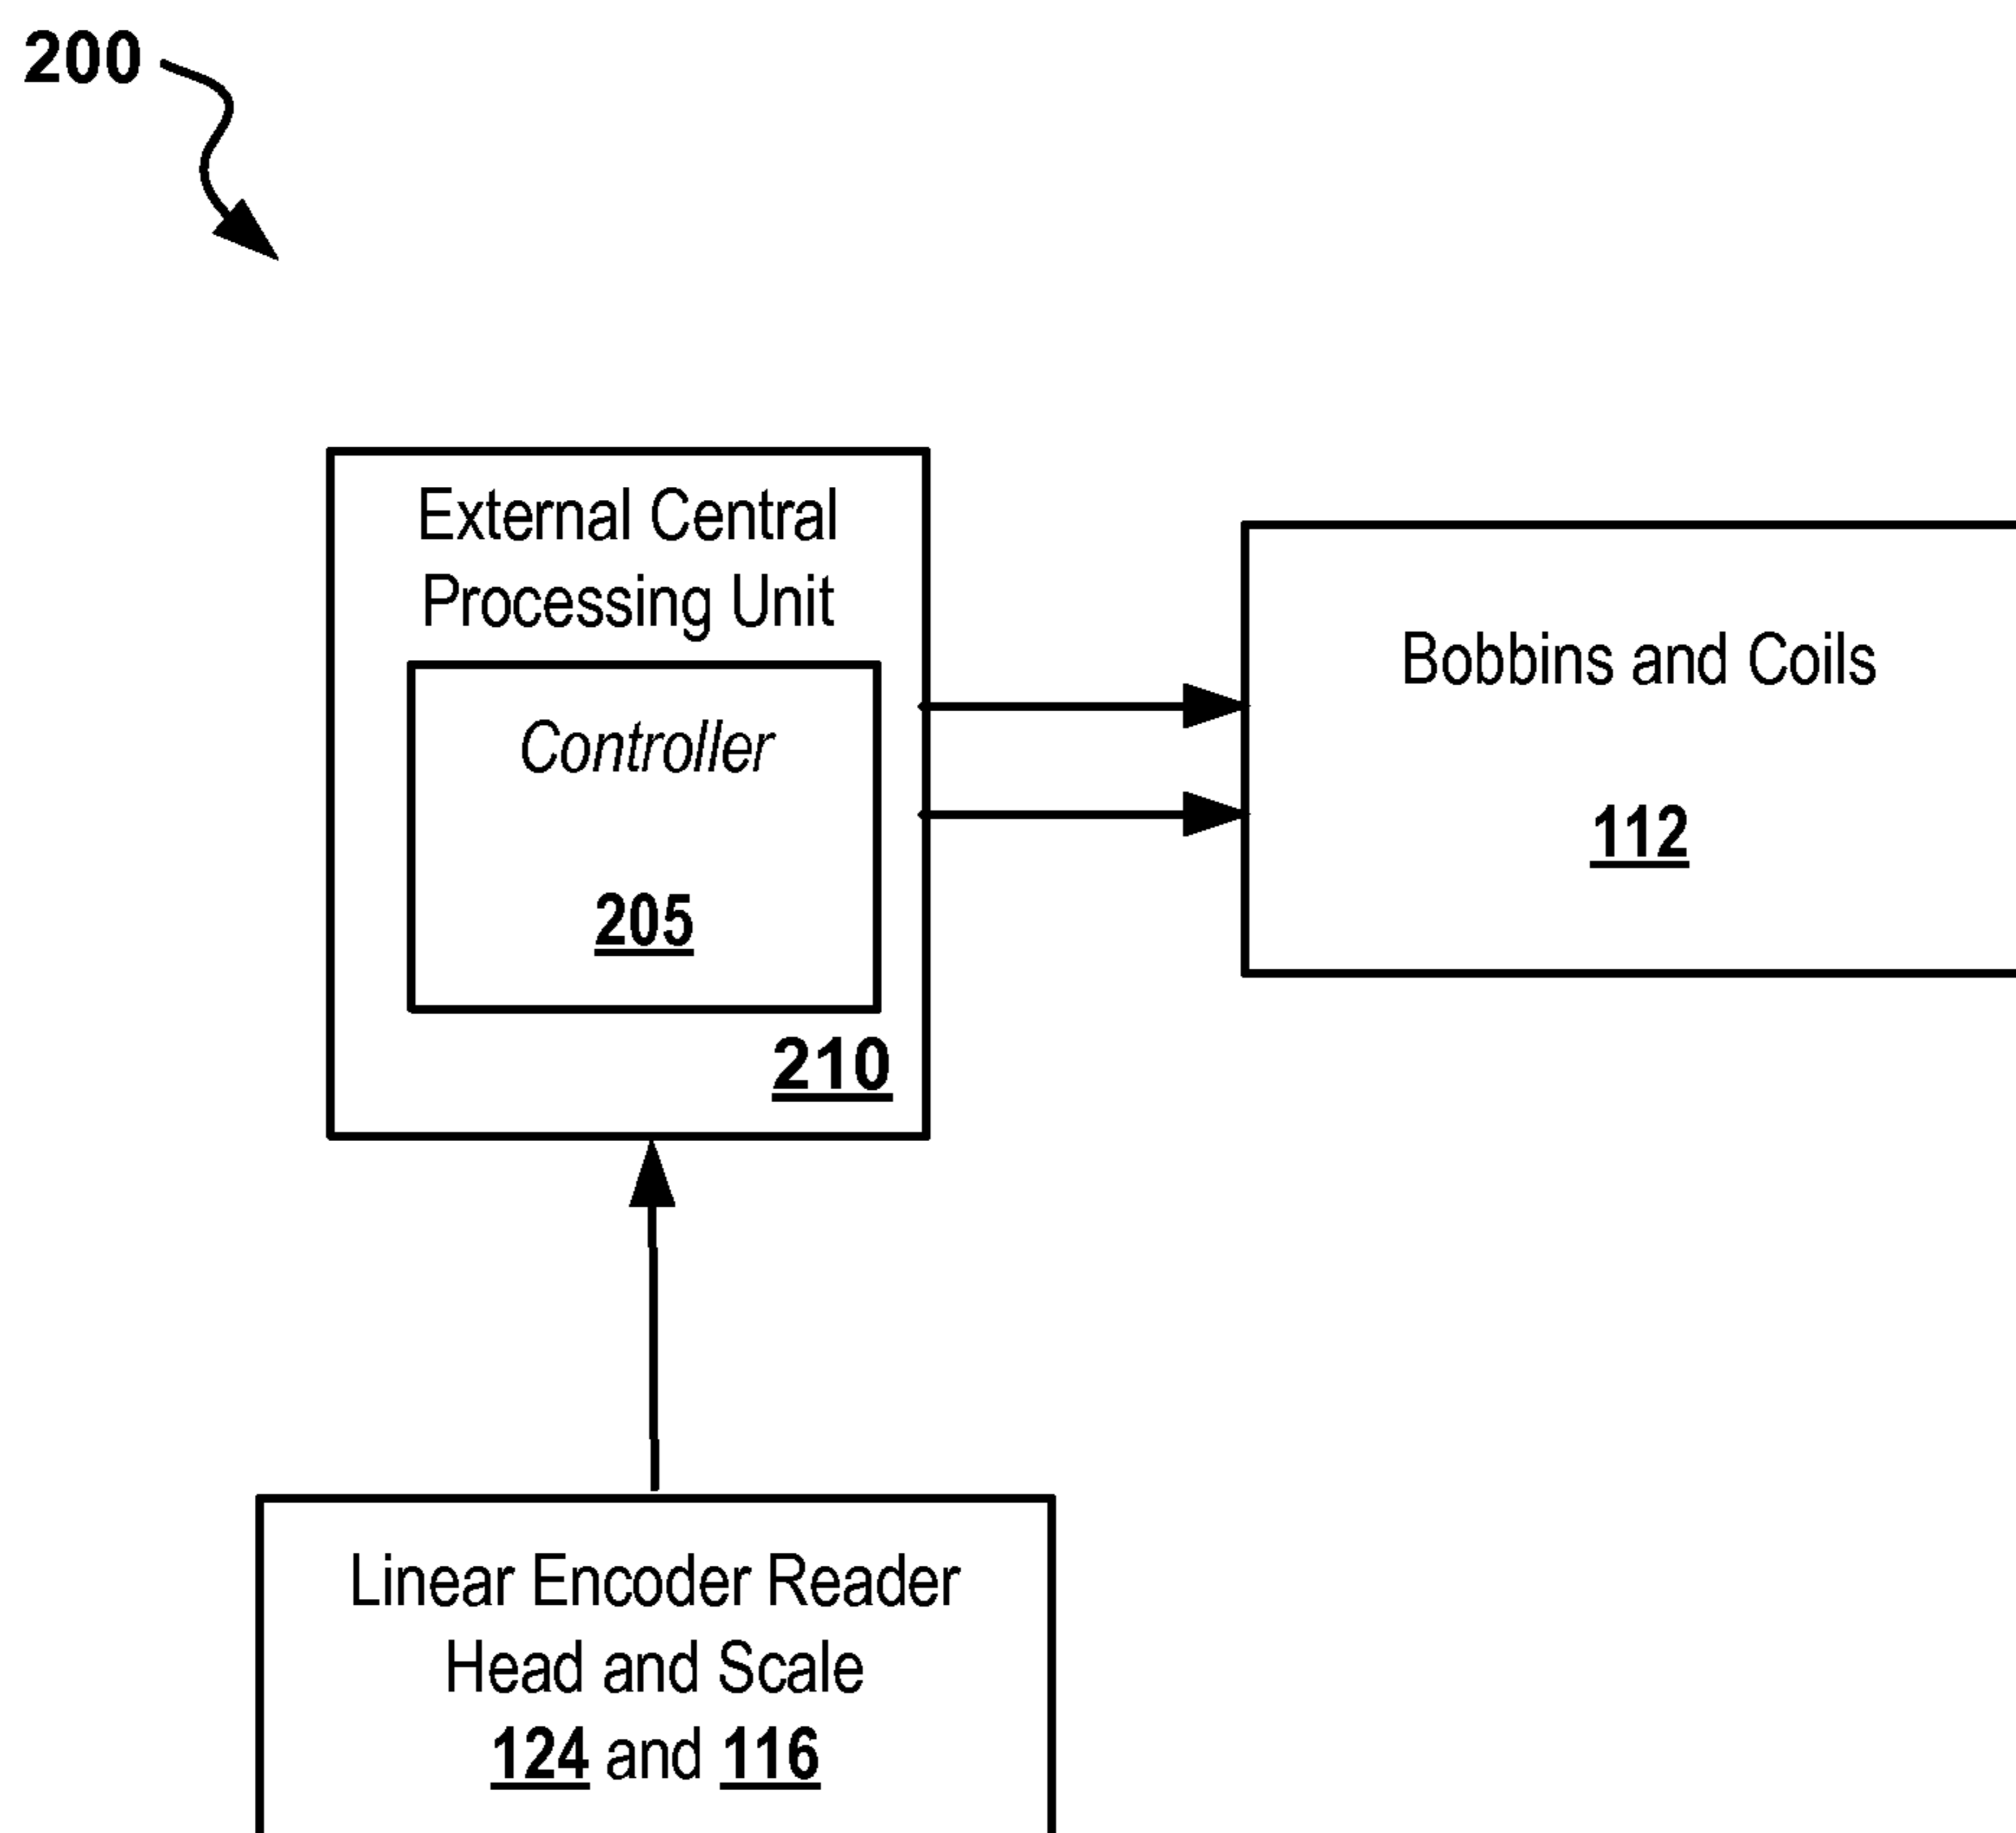 200
External Central
Processing Unit
Controller
205
210
Bobbins and Coils
112
Linear Encoder Reader
Head and Scale
124 and 116